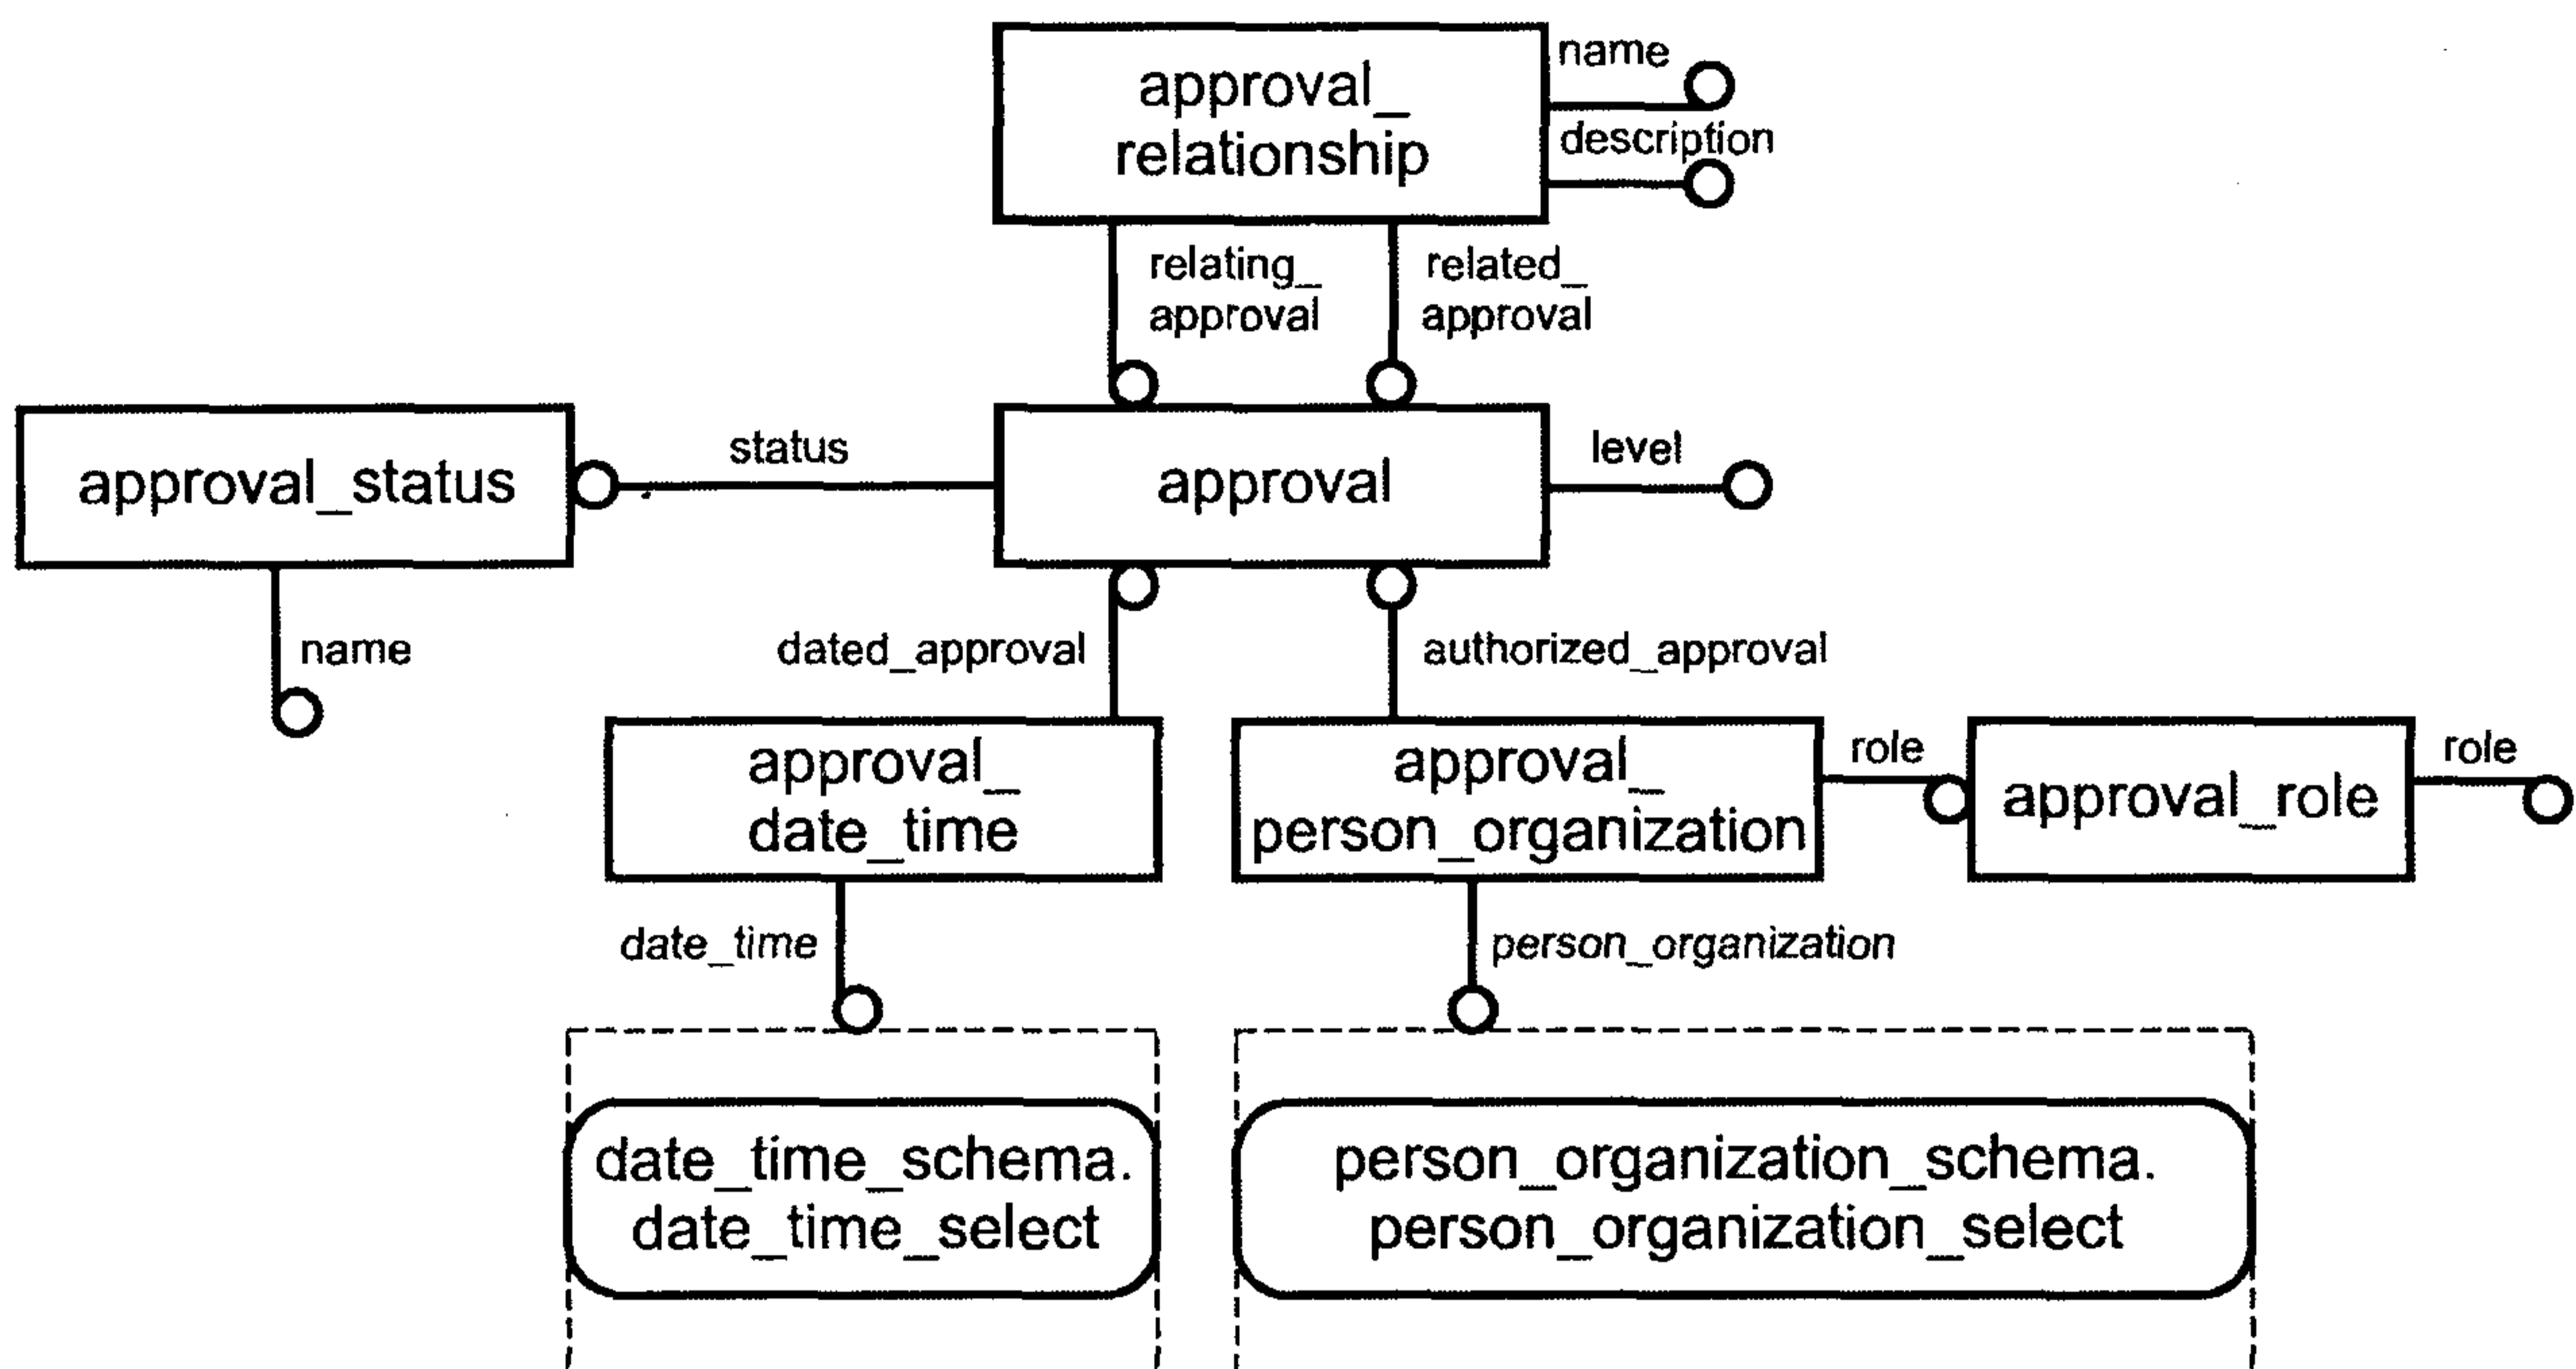 approval_
relationship
name
description
relating_
approval
related_
approval
approval_status
status
approval
level
name
dated_approval
authorized_approval
approval_
date_time
approval_
person_organization
role
approval_role
role
date_time
person_organization
date_time_schema.
date_time_select
person_organization_schema.
person_organization_select